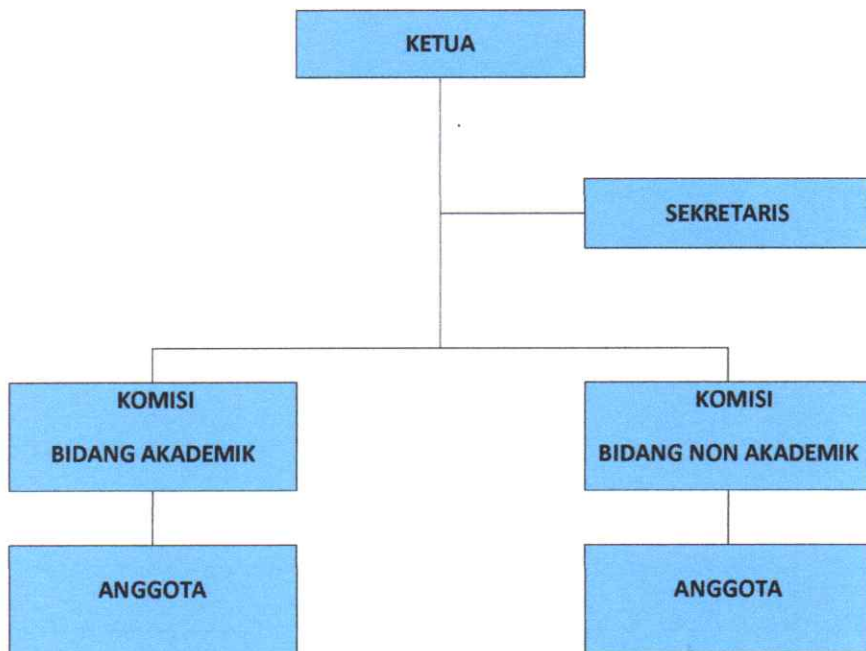 KETUA
SEKRETARIS
KOMISI
BIDANG AKADEMIK
KOMISI
BIDANG NON AKADEMIK
ANGGOTA
ANGGOTA